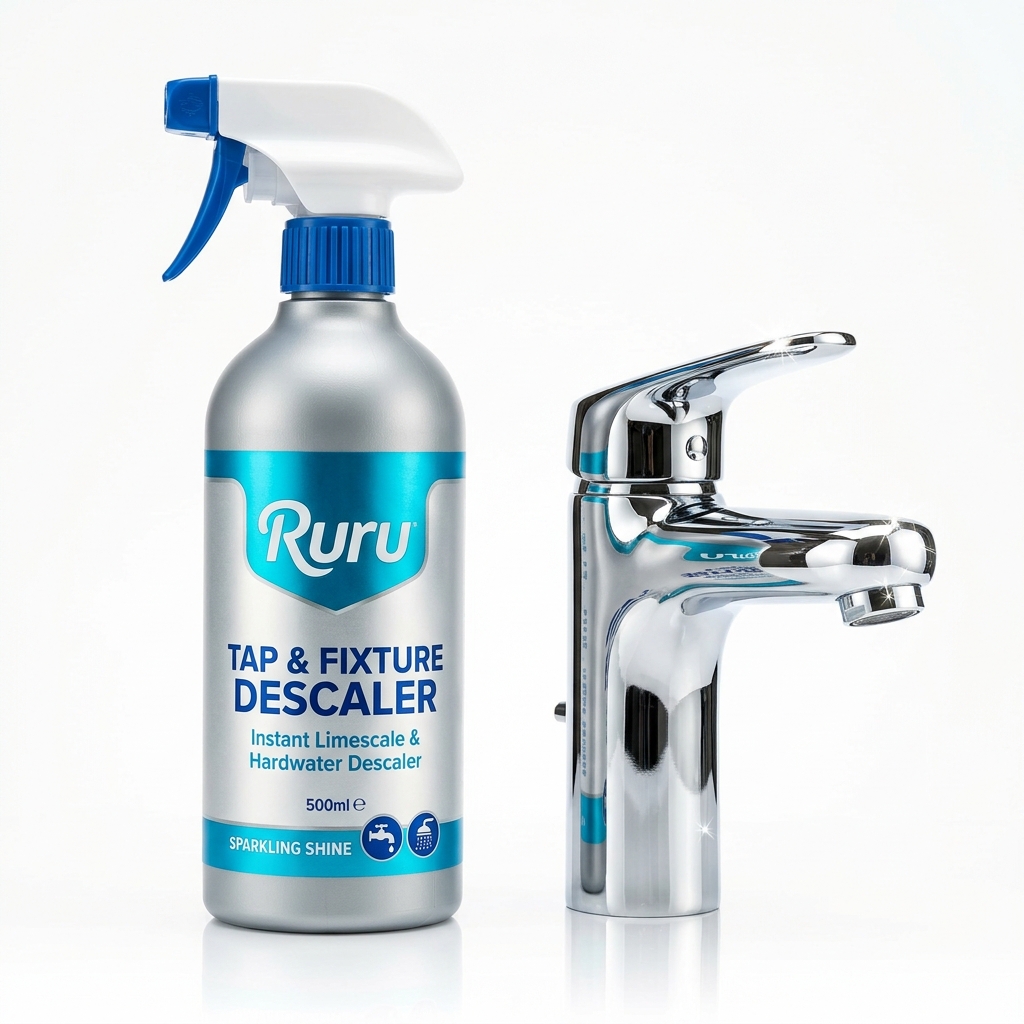 Ruru
TAP & FIXTURE
DESCALER
Instant Limescale &
Hardwater Descaler
500ml ℮
SPARKLING SHINE